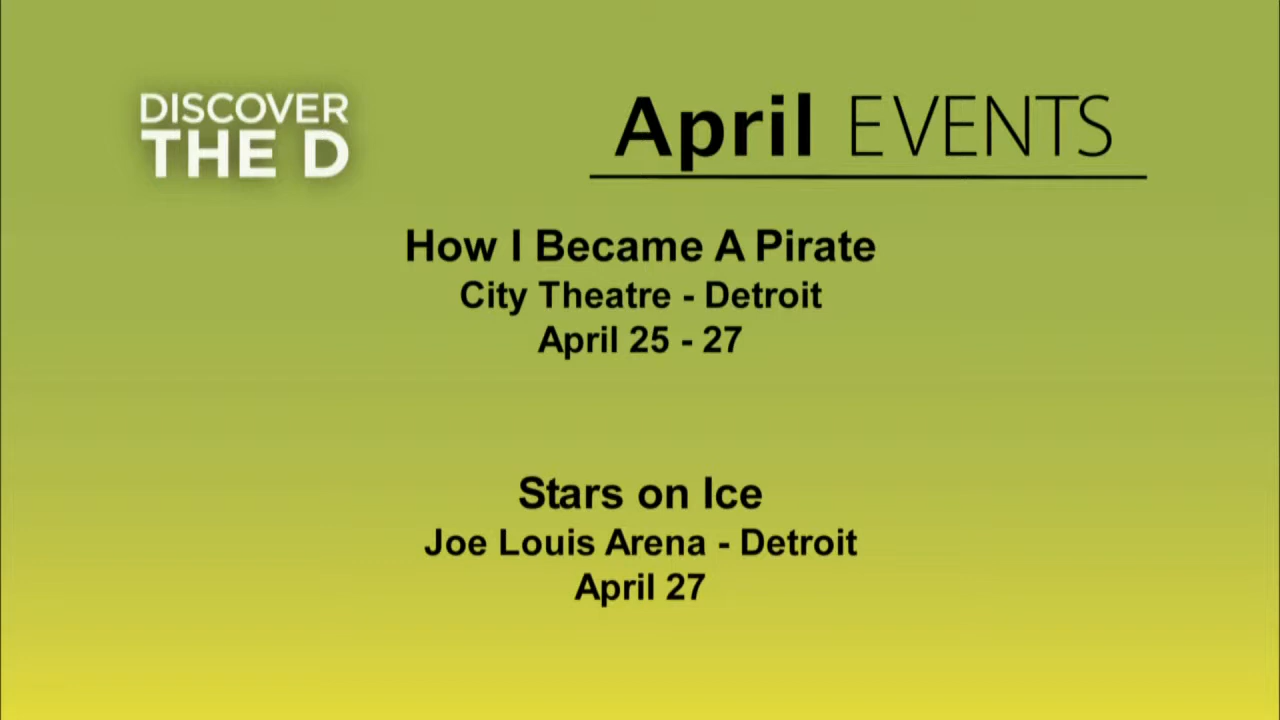 DISCOVER
THE D
April EVENTS
How I Became A Pirate
City Theatre - Detroit
April 25 - 27
Stars on Ice
Joe Louis Arena - Detroit
April 27